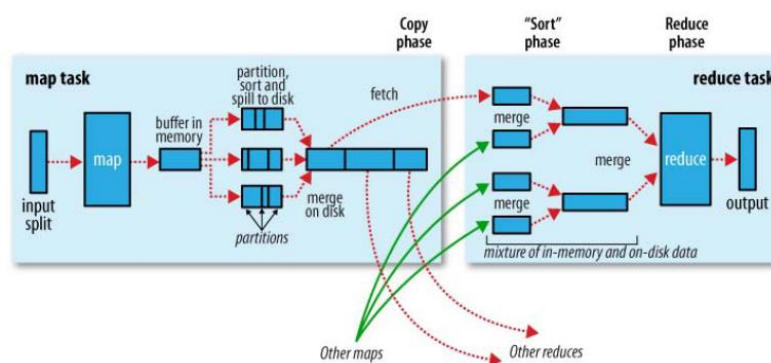 Copy
phase
"Sort"
phase
Reduce
phase
map task
partition,
sort and
spill to disk
fetch
reduce task
buffer in
memory
map
merge
merge
reduce
input
split
merge
on disk
merge
output
partitions
mixture of in-memory and on-disk data
Other maps
Other reduces